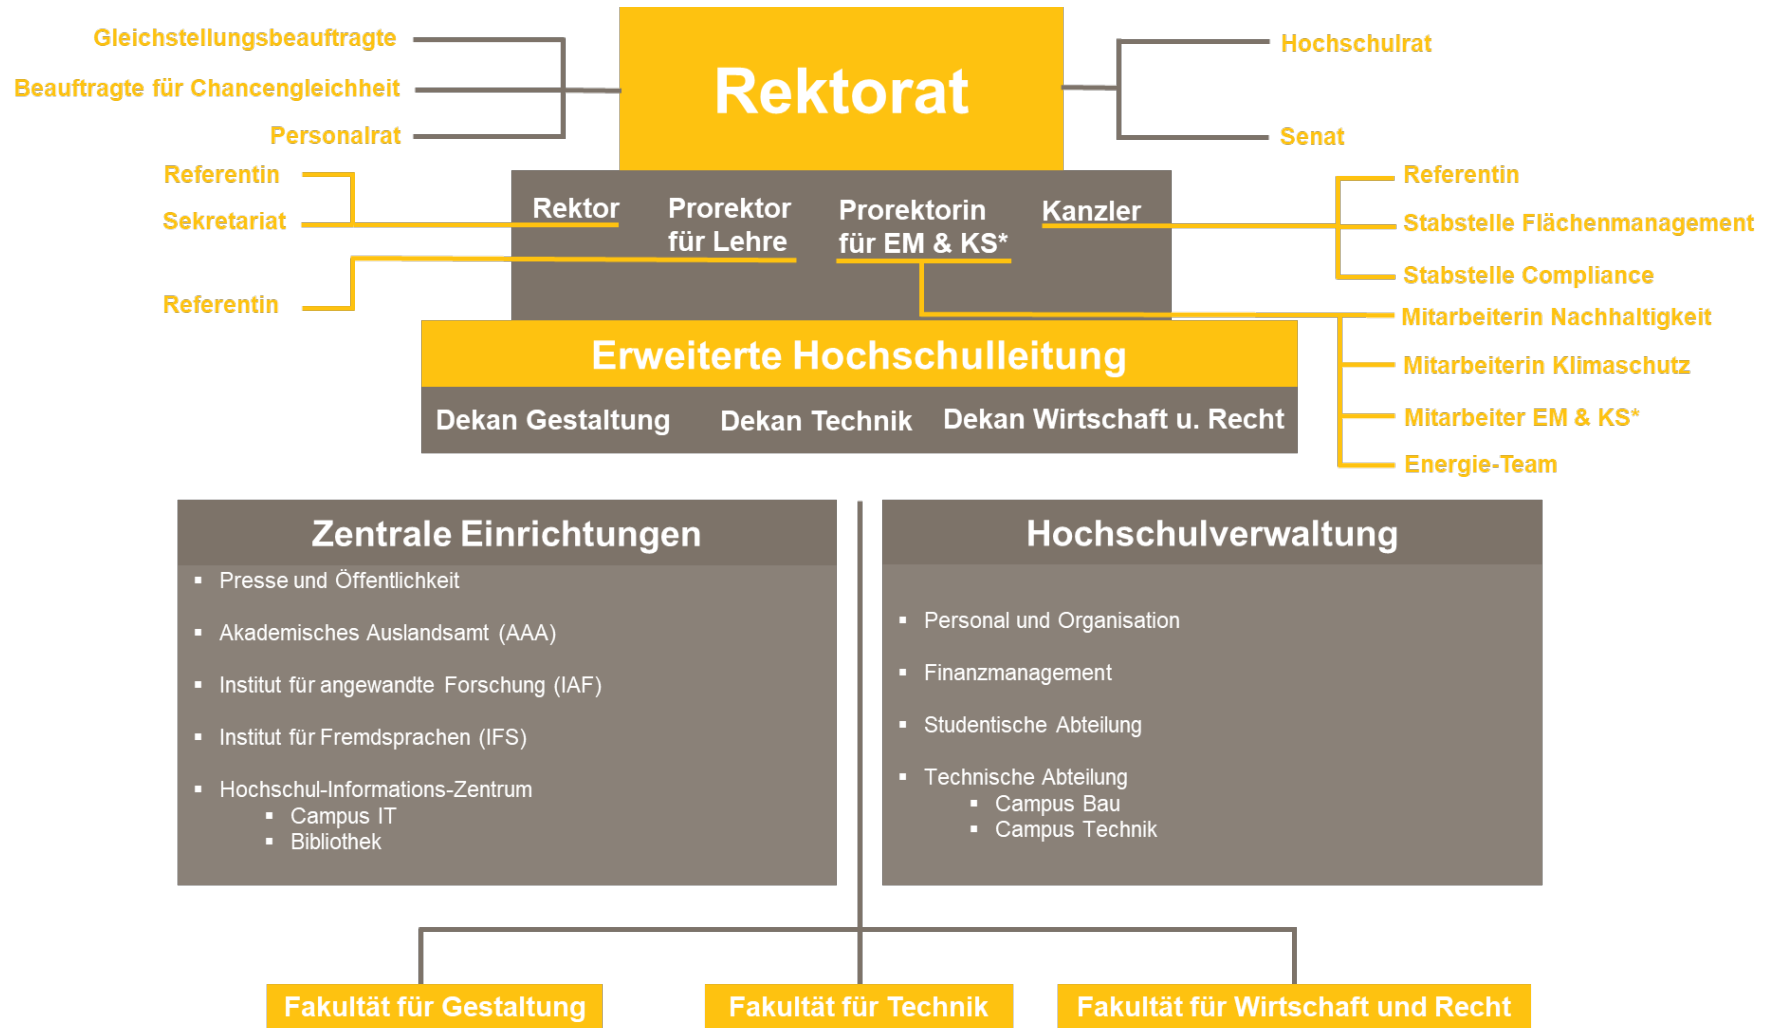 Rektorat
Gleichstellungsbeauftragte
Beauftragte für Chancengleichheit
Personalrat
Hochschulrat
Senat
Referentin
Sekretariat
Referentin
Rektor
Prorektor
für Lehre
Prorektorin
für EM & KS*
Kanzler
Referentin
Stabstelle Flächenmanagement
Stabstelle Compliance
Mitarbeiterin Nachhaltigkeit
Mitarbeiterin Klimaschutz
Mitarbeiter EM & KS*
Energie-Team
Erweiterte Hochschulleitung
Dekan Gestaltung
Dekan Technik
Dekan Wirtschaft u. Recht
Zentrale Einrichtungen
▪ Presse und Öffentlichkeit
▪ Akademisches Auslandsamt (AAA)
▪ Institut für angewandte Forschung (IAF)
▪ Institut für Fremdsprachen (IFS)
▪ Hochschul-Informations-Zentrum
▪ Campus IT
▪ Bibliothek
Hochschulverwaltung
▪ Personal und Organisation
▪ Finanzmanagement
▪ Studentische Abteilung
▪ Technische Abteilung
▪ Campus Bau
▪ Campus Technik
Fakultät für Gestaltung
Fakultät für Technik
Fakultät für Wirtschaft und Recht